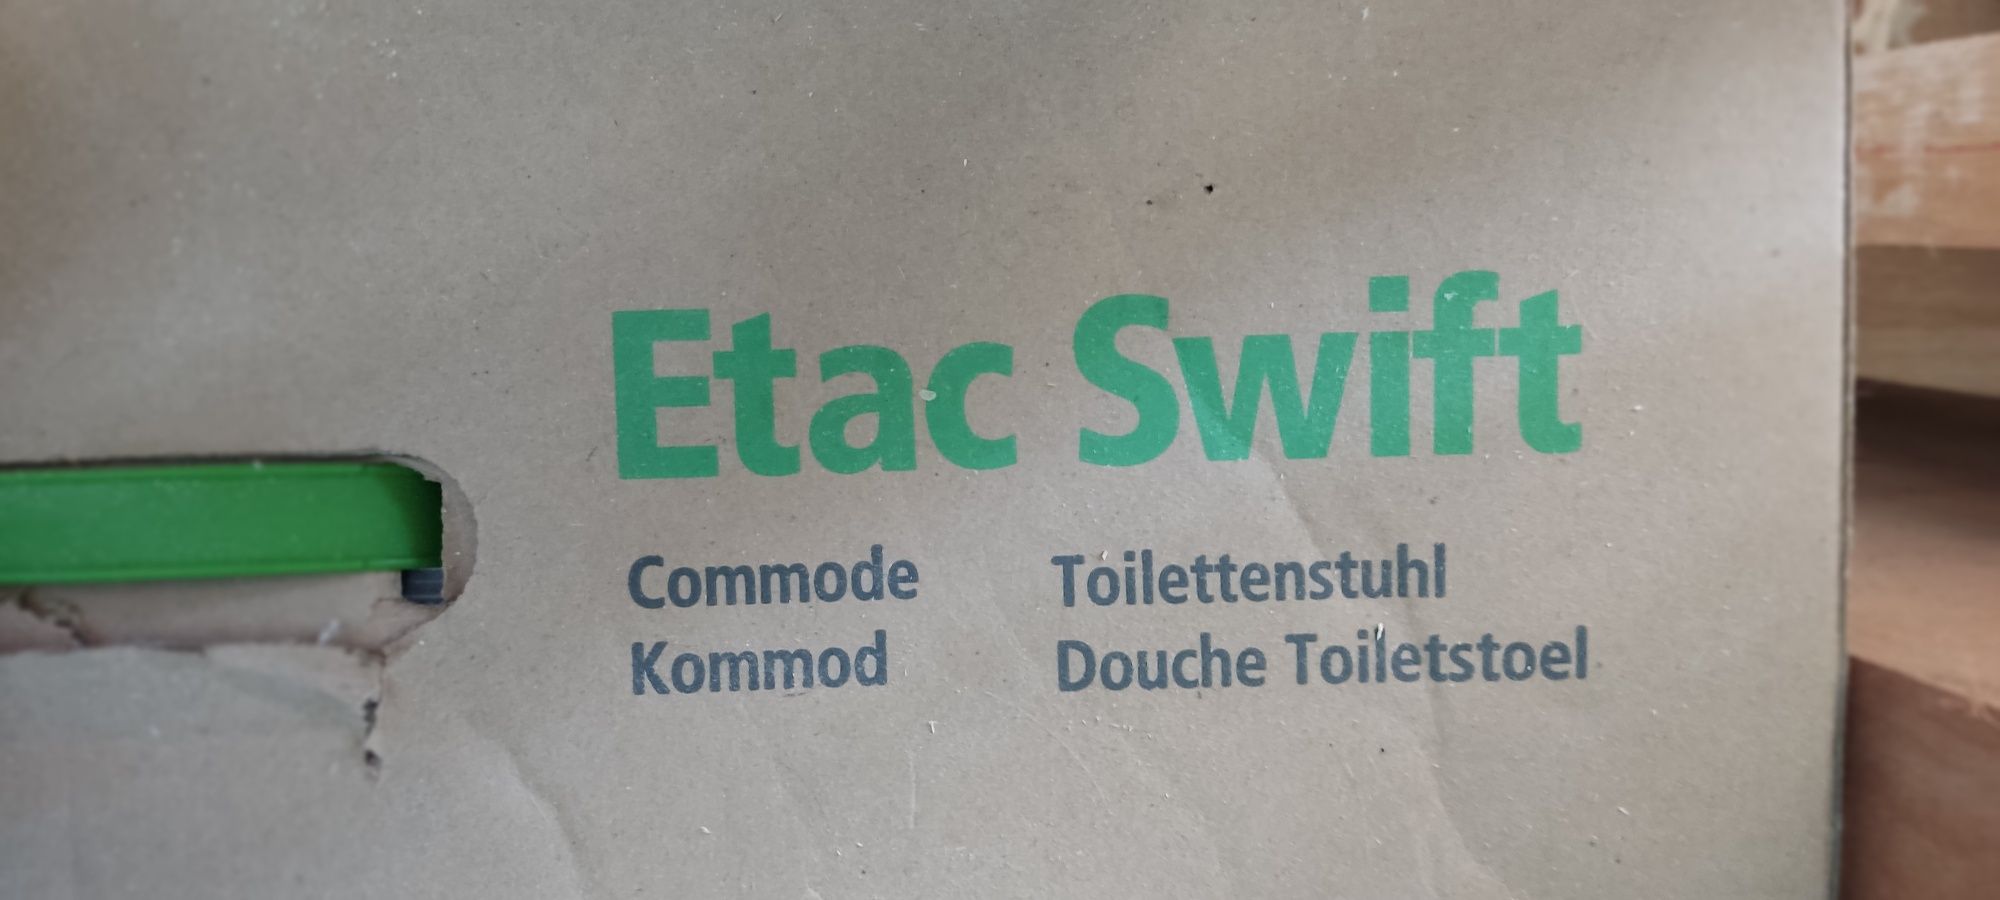 Etac Swift
Commode
Kommod
Toilettenstuhl
Douche Toiletstoel